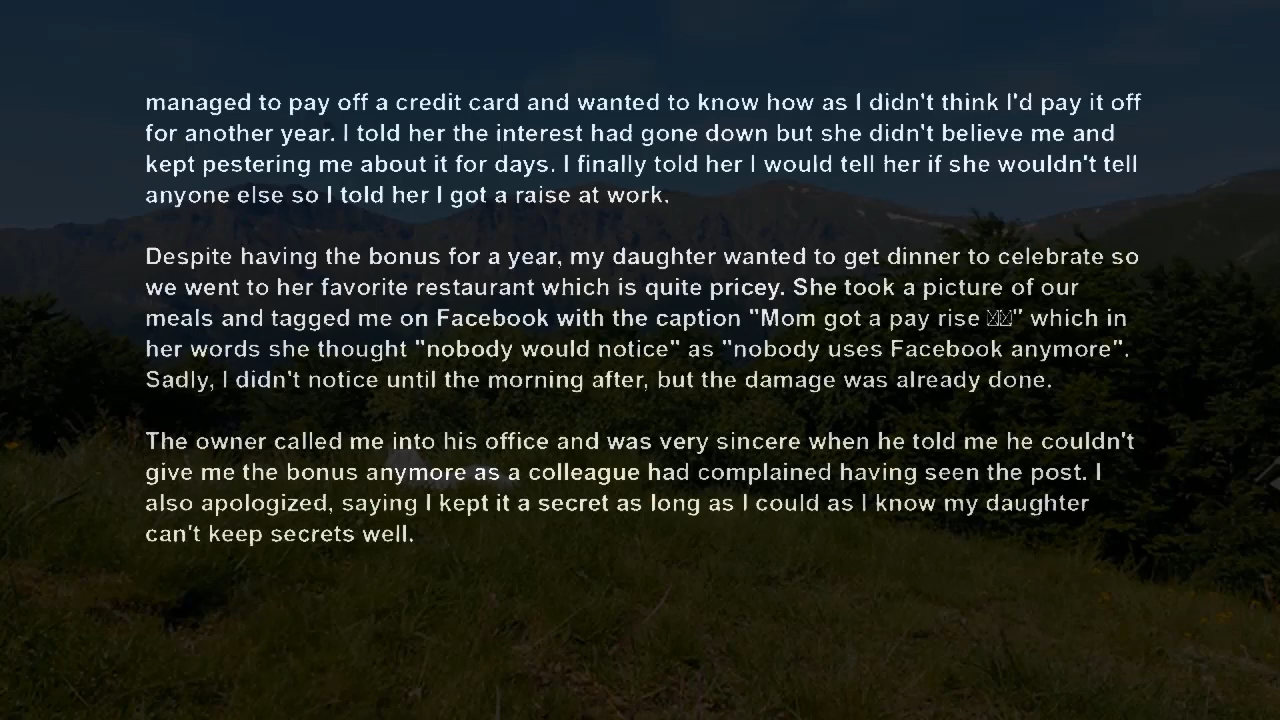 managed to pay off a credit card and wanted to know how as I didn't think I'd pay it off
for another year. I told her the interest had gone down but she didn't believe me and
kept pestering me about it for days. I finally told her I would tell her if she wouldn't tell
anyone else so I told her I got a raise at work.
Despite having the bonus for a year, my daughter wanted to get dinner to celebrate so
we went to her favorite restaurant which is quite pricey. She took a picture of our
meals and tagged me on Facebook with the caption "Mom got a pay rise " which in
her words she thought "nobody would notice" as "nobody uses Facebook anymore".
Sadly, I didn't notice until the morning after, but the damage was already done.
The owner called me into his office and was very sincere when he told me he couldn't
give me the bonus anymore as a colleague had complained having seen the post. I
also apologized, saying I kept it a secret as long as I could as I know my daughter
can't keep secrets well.